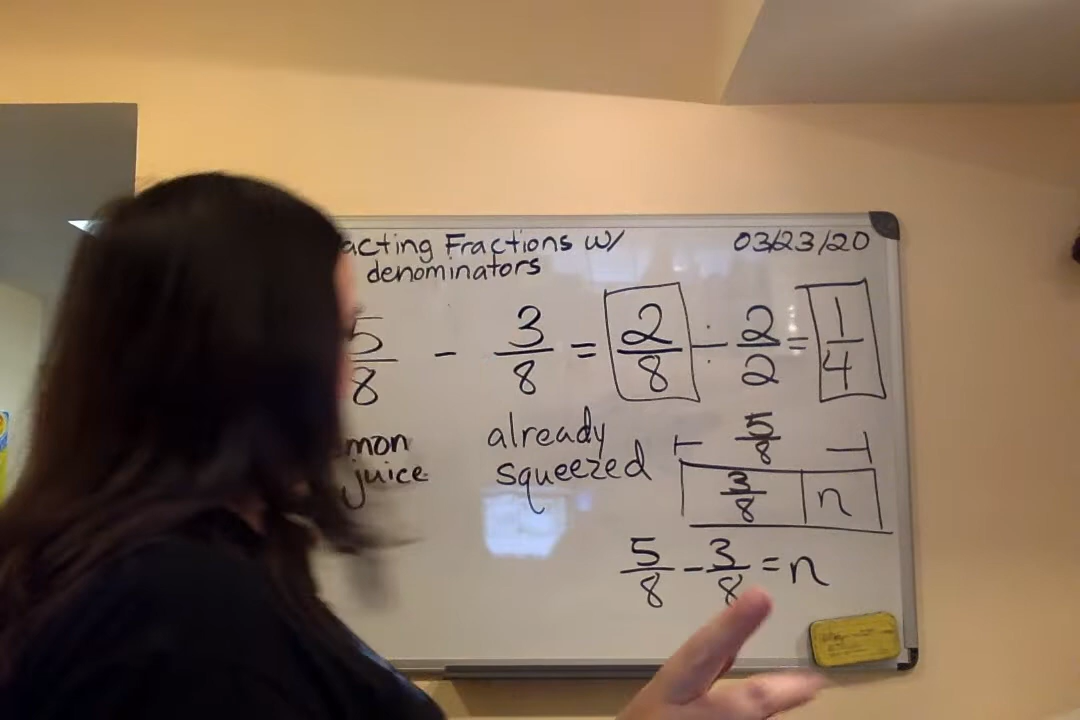 acting Fractions w/ 03/23/20
denominators
5/8 - 3/8 = 2/8 ÷ 2/2 = 1/4
mon already
juice squeezed
5/8
3/8 n
5/8 - 3/8 = n